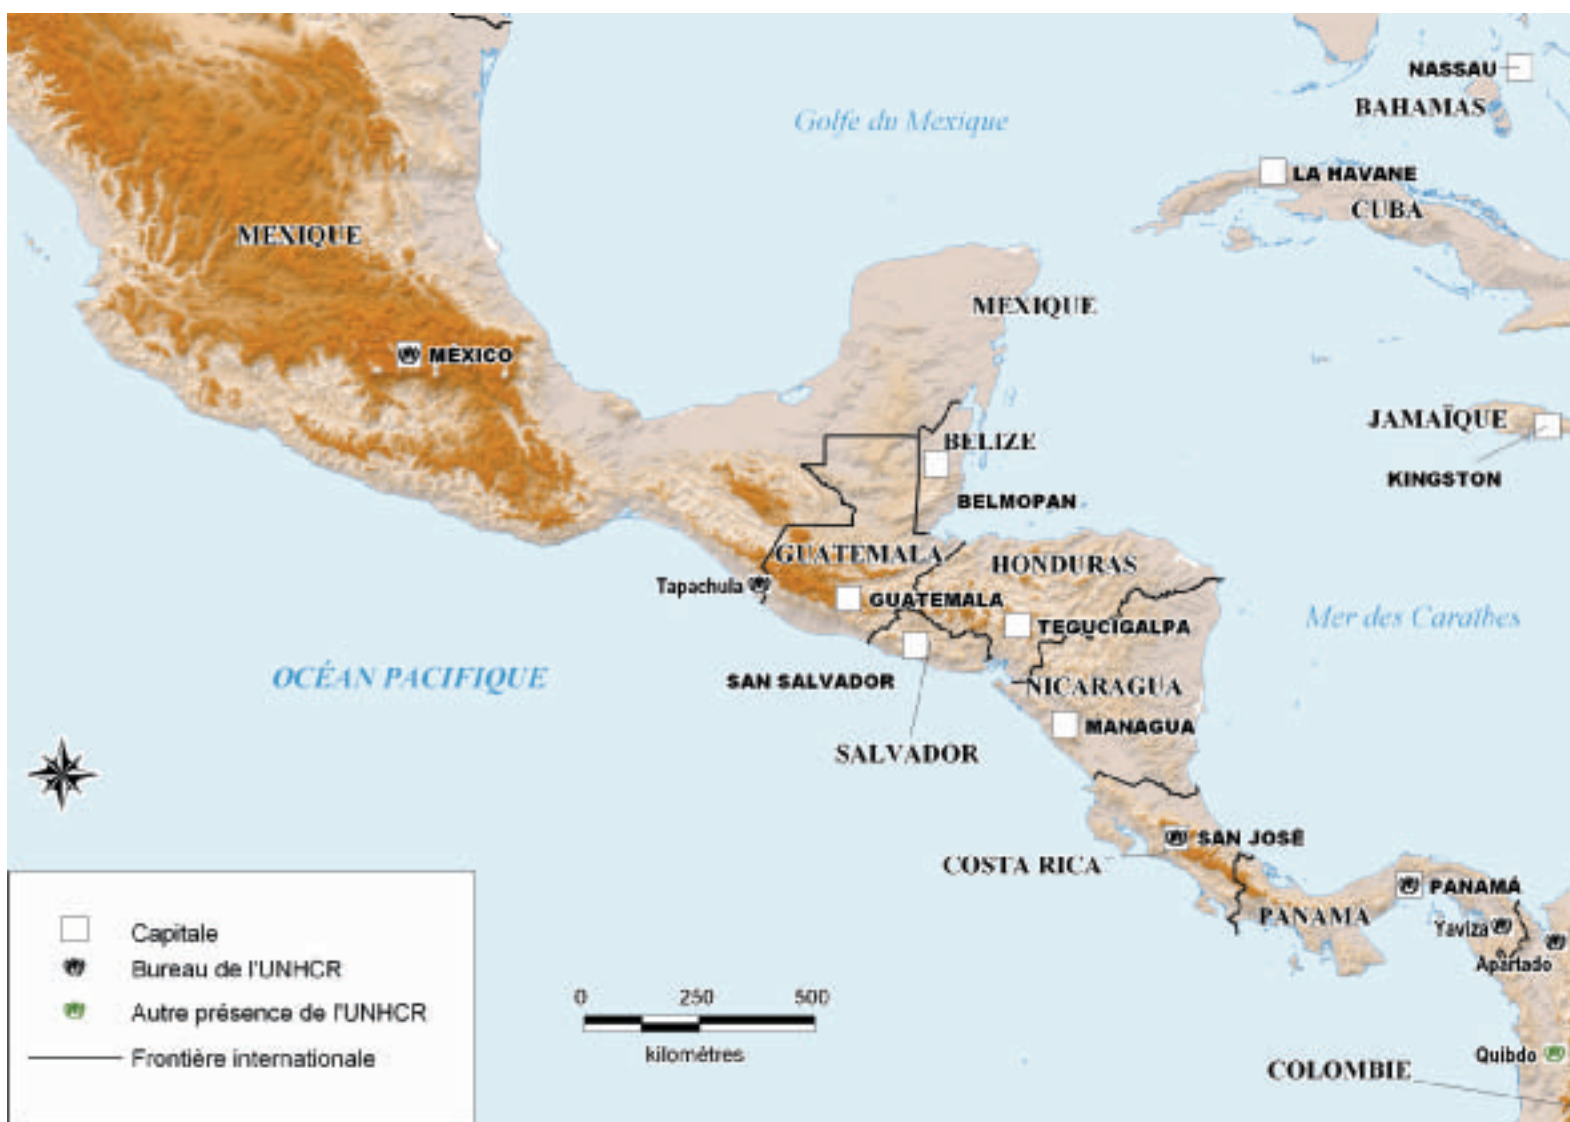 NASSAU
BAHAMAS
Golfe du Mexique
LA HAVANE
CUBA
MEXIQUE
MEXIQUE
MÉXICO
JAMAÏQUE
BELIZE
KINGSTON
BELMOPAN
GUATEMALA
HONDURAS
Tapachula
GUATEMALA
TEGUCIGALPA
Mer des Caraïbes
OCÉAN PACIFIQUE
SAN SALVADOR
NICARAGUA
MANAGUA
SALVADOR
SAN JOSÉ
COSTA RICA
PANAMÁ
PANAMA
Yaviza
Apartado
Capitale
Bureau de l'UNHCR
Autre présence de l'UNHCR
Frontière internationale
0 250 500
kilomètres
Quibdo
COLOMBIE